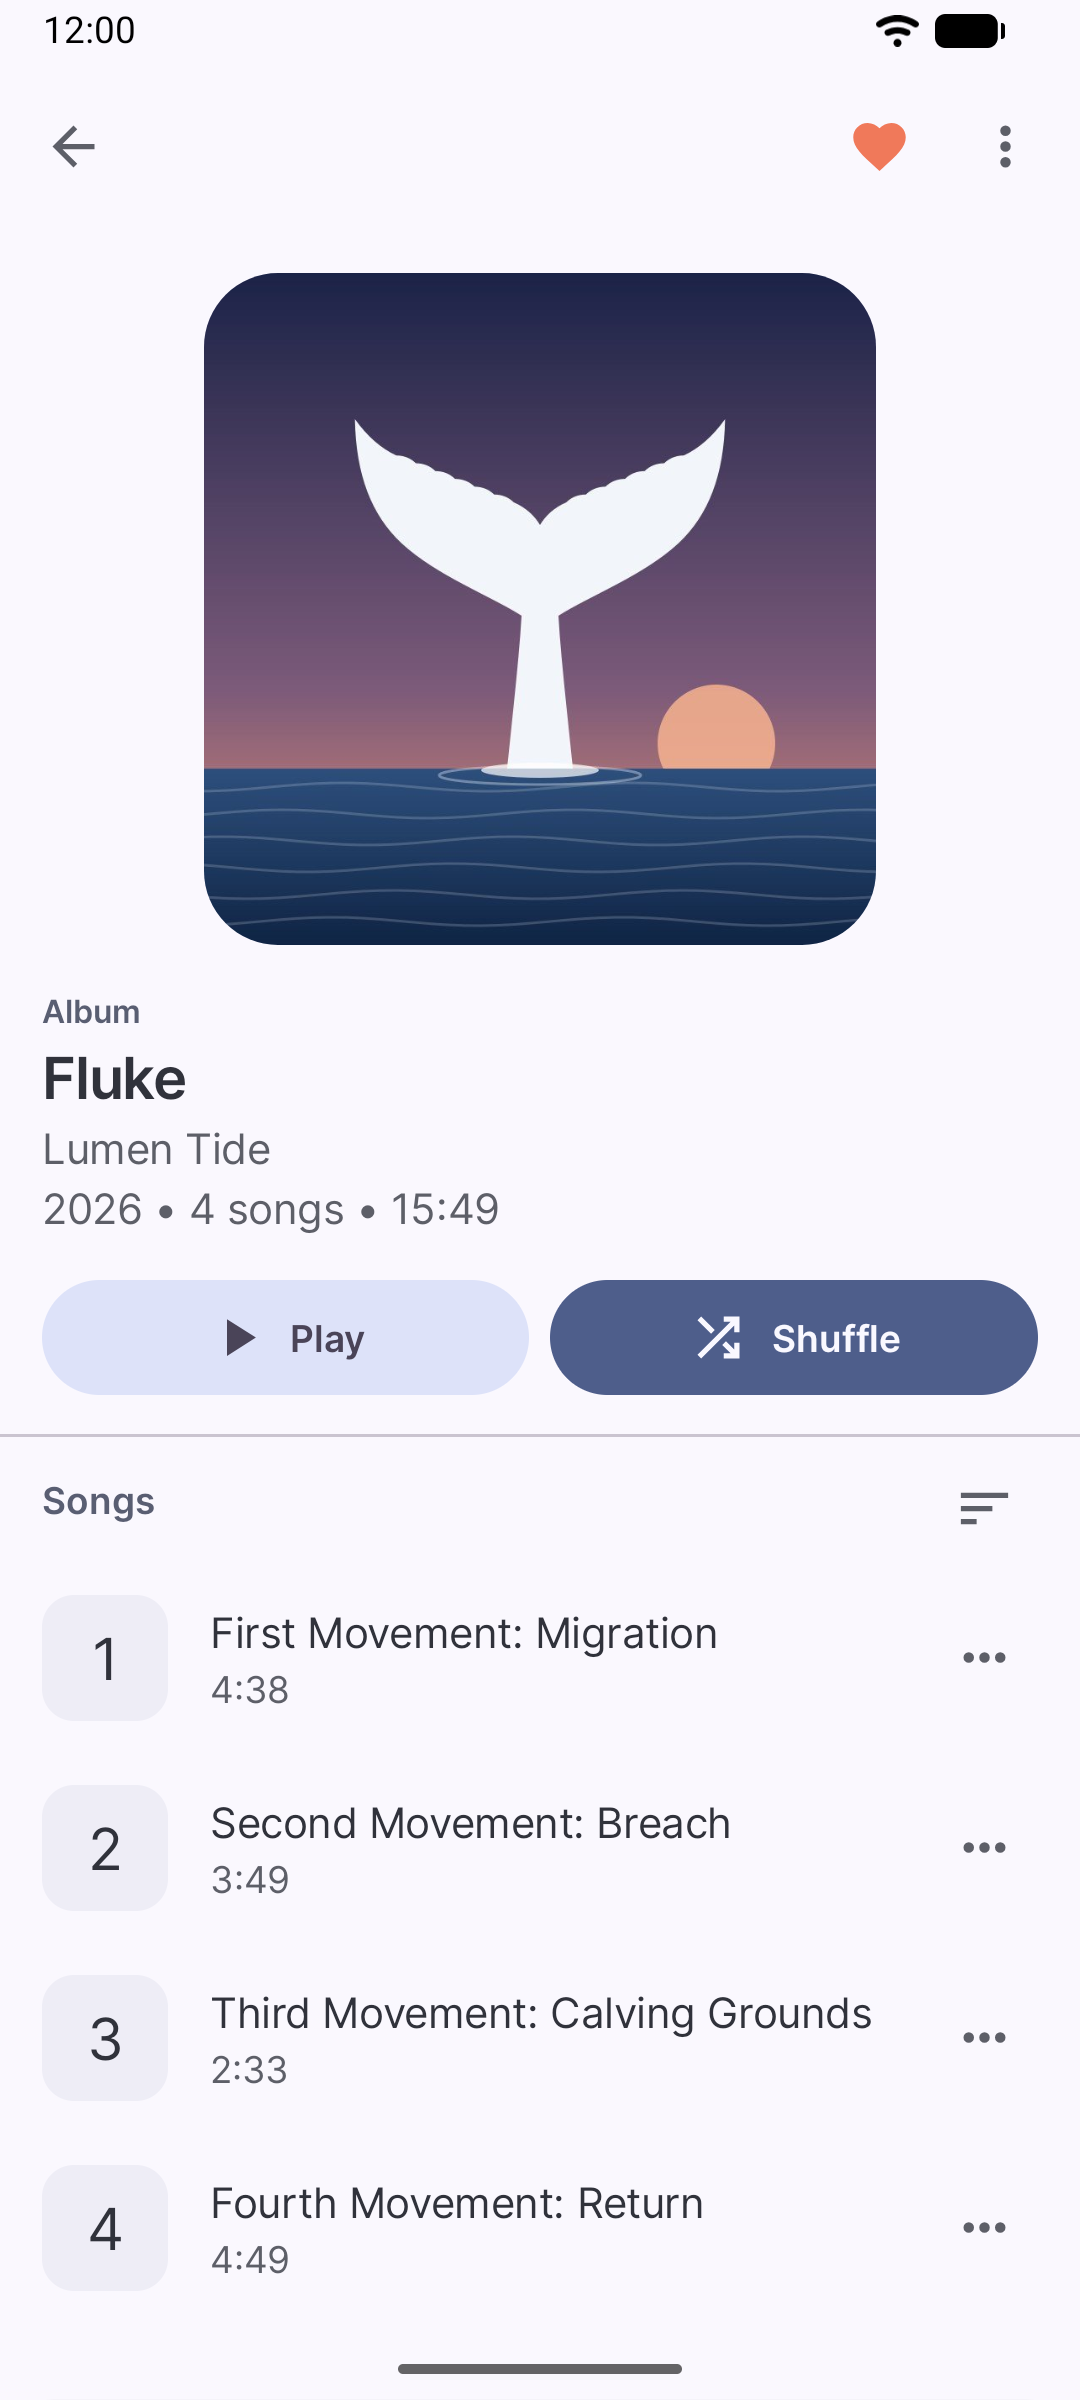 12:00
Album
Fluke
Lumen Tide
2026 • 4 songs • 15:49
Play
Shuffle
Songs
1
First Movement: Migration
4:38
2
Second Movement: Breach
3:49
3
Third Movement: Calving Grounds
2:33
4
Fourth Movement: Return
4:49